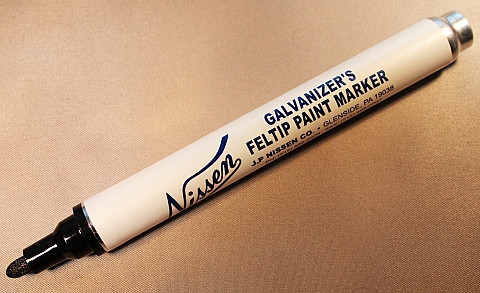 Nissen
GALVANIZER'S
FELTIP PAINT MARKER
J.P NISSEN CO. • GLENSIDE, PA 19038